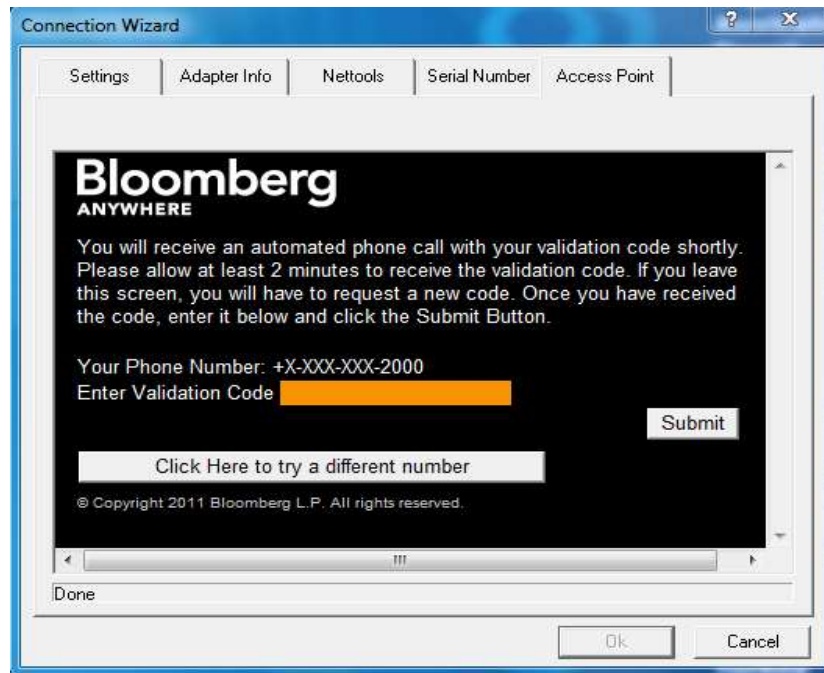 Connection Wizard
Settings
Adapter Info
Nettools
Serial Number
Access Point
Bloomberg
ANYWHERE
You will receive an automated phone call with your validation code shortly.
Please allow at least 2 minutes to receive the validation code. If you leave
this screen, you will have to request a new code. Once you have received
the code, enter it below and click the Submit Button.
Your Phone Number: +X-XXX-XXX-2000
Enter Validation Code
Submit
Click Here to try a different number
© Copyright 2011 Bloomberg L.P. All rights reserved.
Done
Ok
Cancel